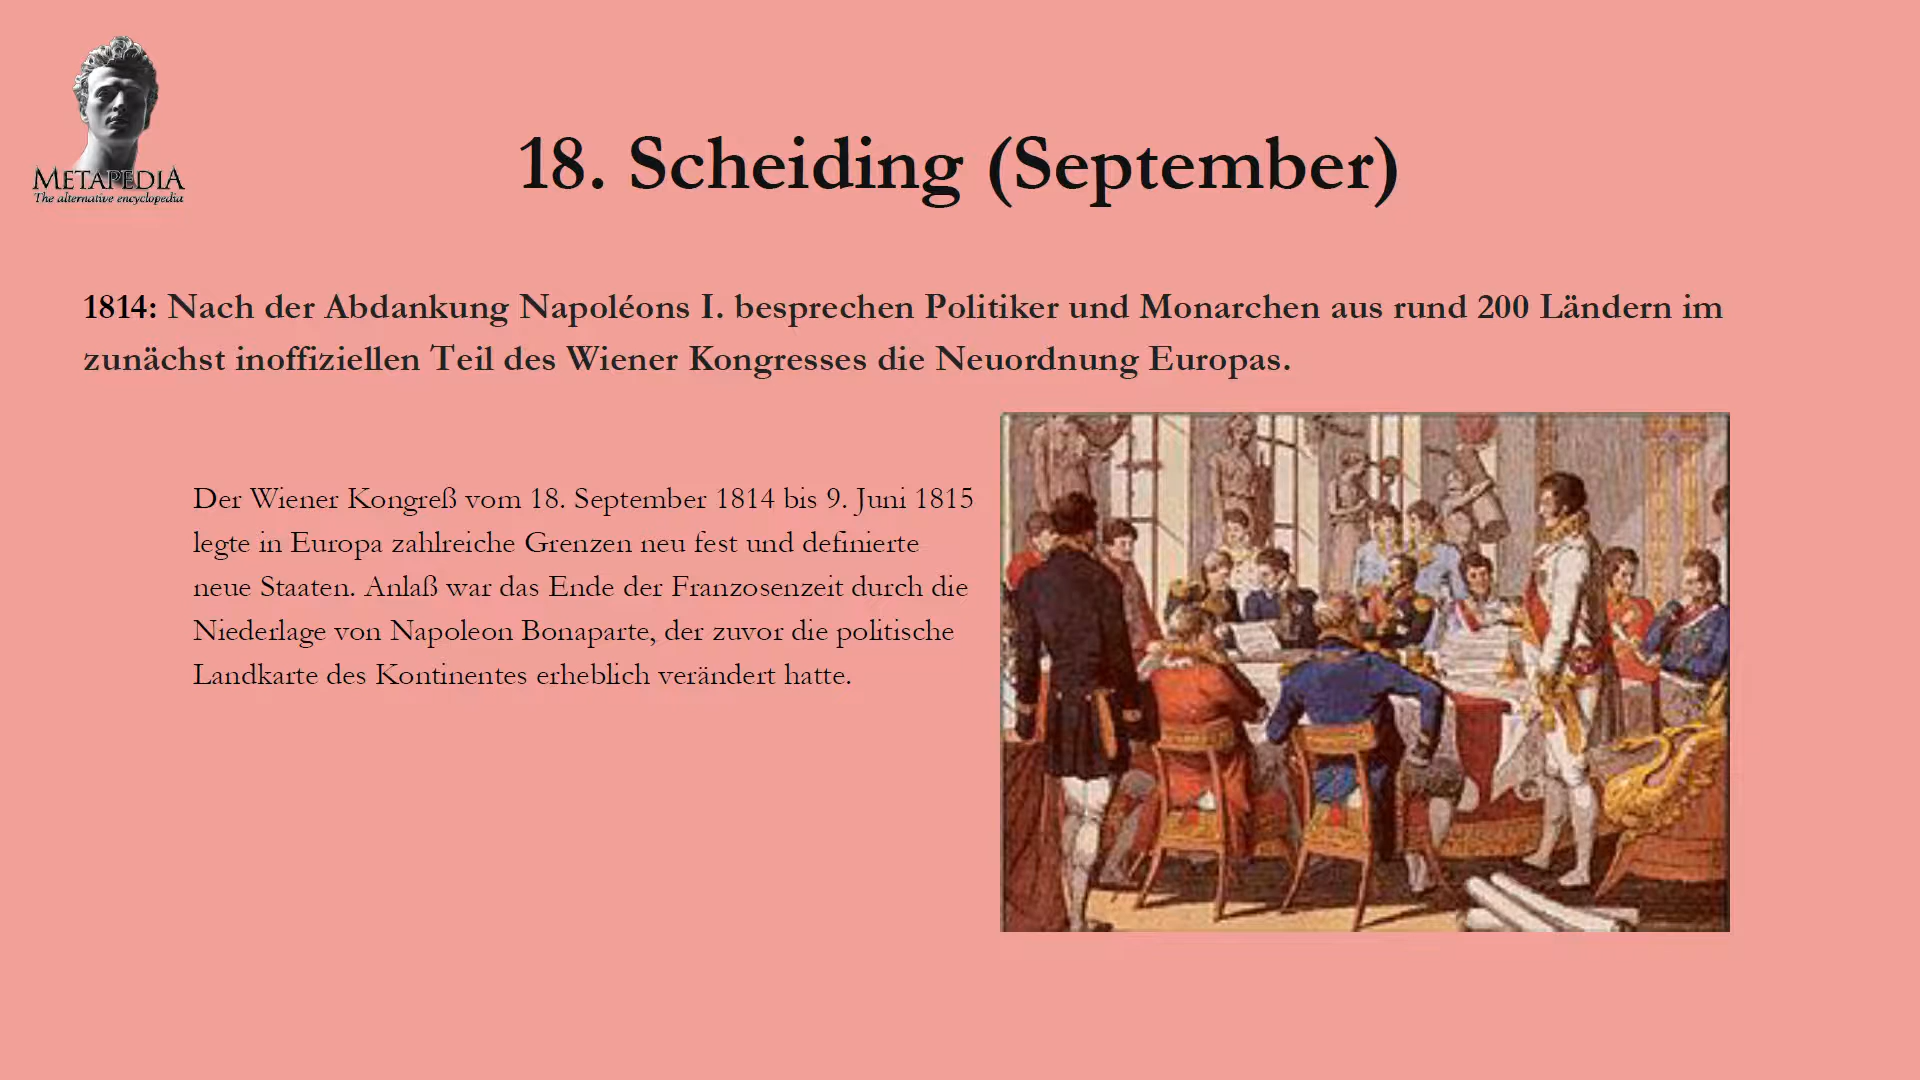 METAPEDIA
The alternative encyclopedia
18. Scheiding (September)
1814: Nach der Abdankung Napoléons I. besprechen Politiker und Monarchen aus rund 200 Ländern im
zunächst inoffiziellen Teil des Wiener Kongresses die Neuordnung Europas.
Der Wiener Kongreß vom 18. September 1814 bis 9. Juni 1815
legte in Europa zahlreiche Grenzen neu fest und definierte
neue Staaten. Anlaß war das Ende der Franzosenzeit durch die
Niederlage von Napoleon Bonaparte, der zuvor die politische
Landkarte des Kontinentes erheblich verändert hatte.